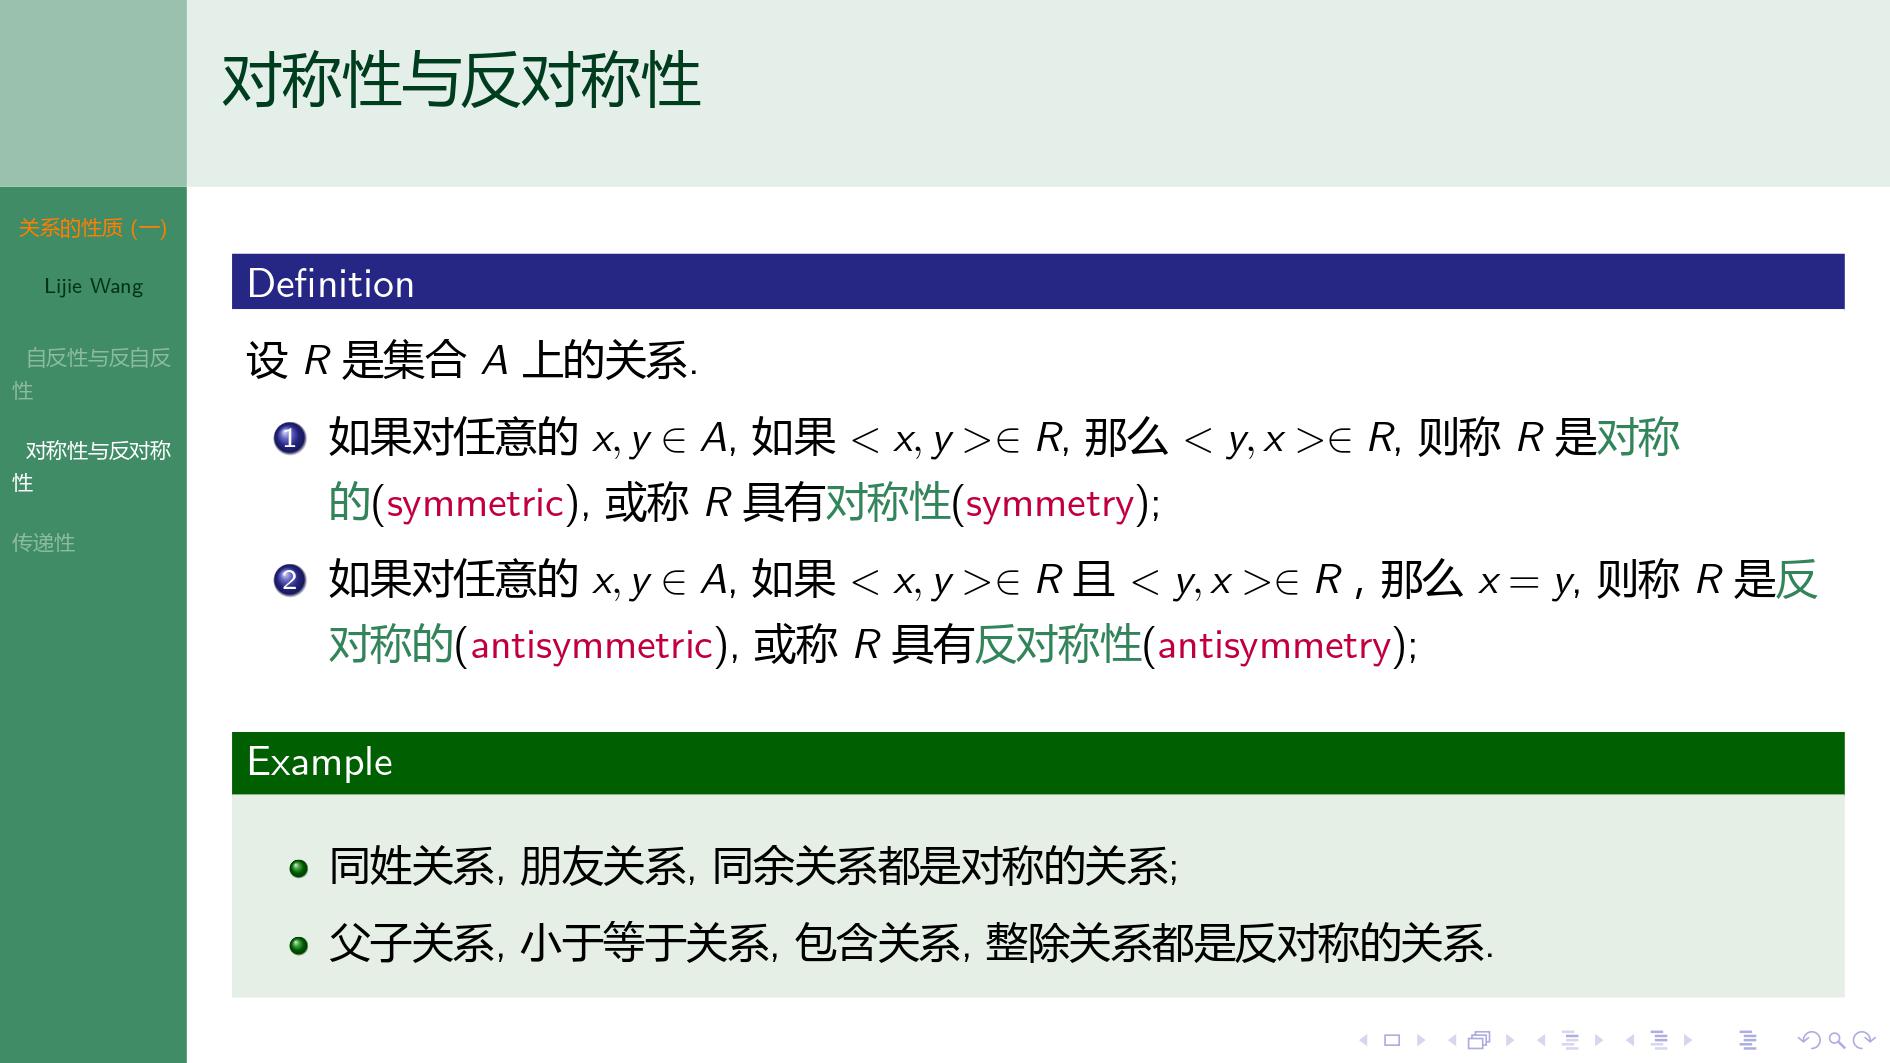 对称性与反对称性
关系的性质 (一)
Lijie Wang
自反性与反自反
性
对称性与反对称
性
传递性
Definition
设 R 是集合 A 上的关系.
1 如果对任意的 x, y ∈ A, 如果 < x, y >∈ R, 那么 < y, x >∈ R, 则称 R 是对称
的(symmetric), 或称 R 具有对称性(symmetry);
2 如果对任意的 x, y ∈ A, 如果 < x, y >∈ R 且 < y, x >∈ R , 那么 x = y, 则称 R 是反
对称的(antisymmetric), 或称 R 具有反对称性(antisymmetry);
Example
同姓关系, 朋友关系, 同余关系都是对称的关系;
父子关系, 小于等于关系, 包含关系, 整除关系都是反对称的关系.